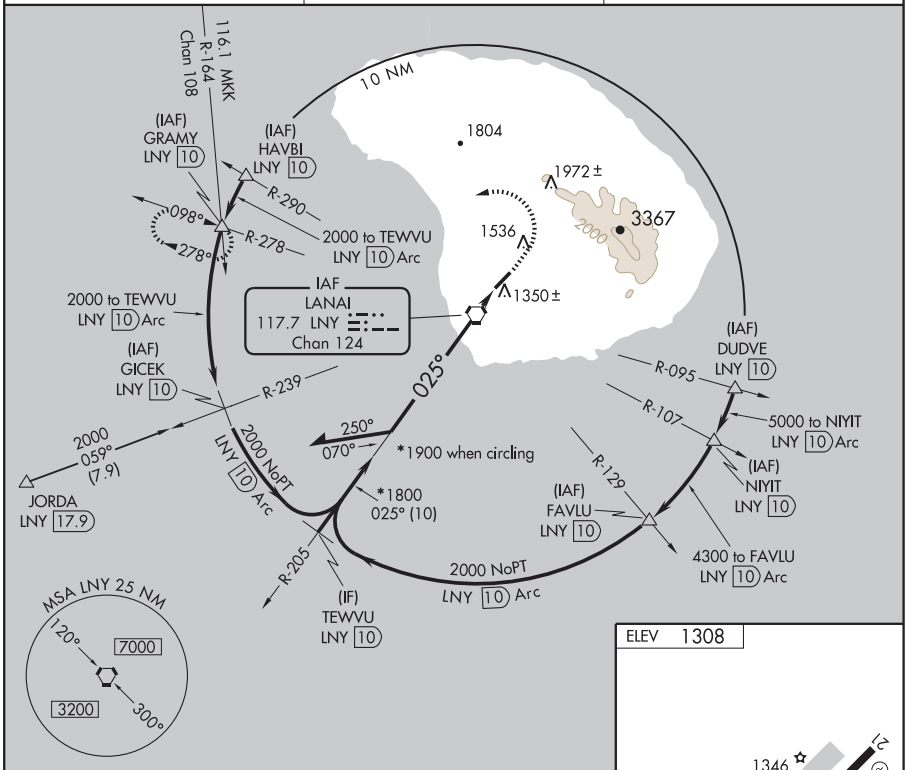 116.1 MKK
R-164
Chan 108
10 NM
1804
(IAF)
GRAMY
LNY 10
(IAF)
HAVBI
LNY 10
1972 ±
R-290
098°
278°
R-278
2000 to TEWVU
LNY 10 Arc
1536
2000
3367
2000 to TEWVU
LNY 10 Arc
IAF
LANAI
117.7 LNY
Chan 124
1350 ±
(IAF)
GICEK
LNY 10
R-239
025°
(IAF)
DUDVE
LNY 10
R-095
R-107
5000 to NIYIT
LNY 10 Arc
2000
059°
(7.9)
JORDA
LNY 17.9
2000 NoPT
LNY 10 Arc
250°
070°
*1900 when circling
*1800
025° (10)
R-129
(IAF)
FAVLU
LNY 10
(IAF)
NIYIT
LNY 10
4300 to FAVLU
LNY 10 Arc
R-205
2000 NoPT
LNY 10 Arc
(IF)
TEWVU
LNY 10
MSA LNY 25 NM
120°
7000
3200
300°
ELEV 1308
1346
21